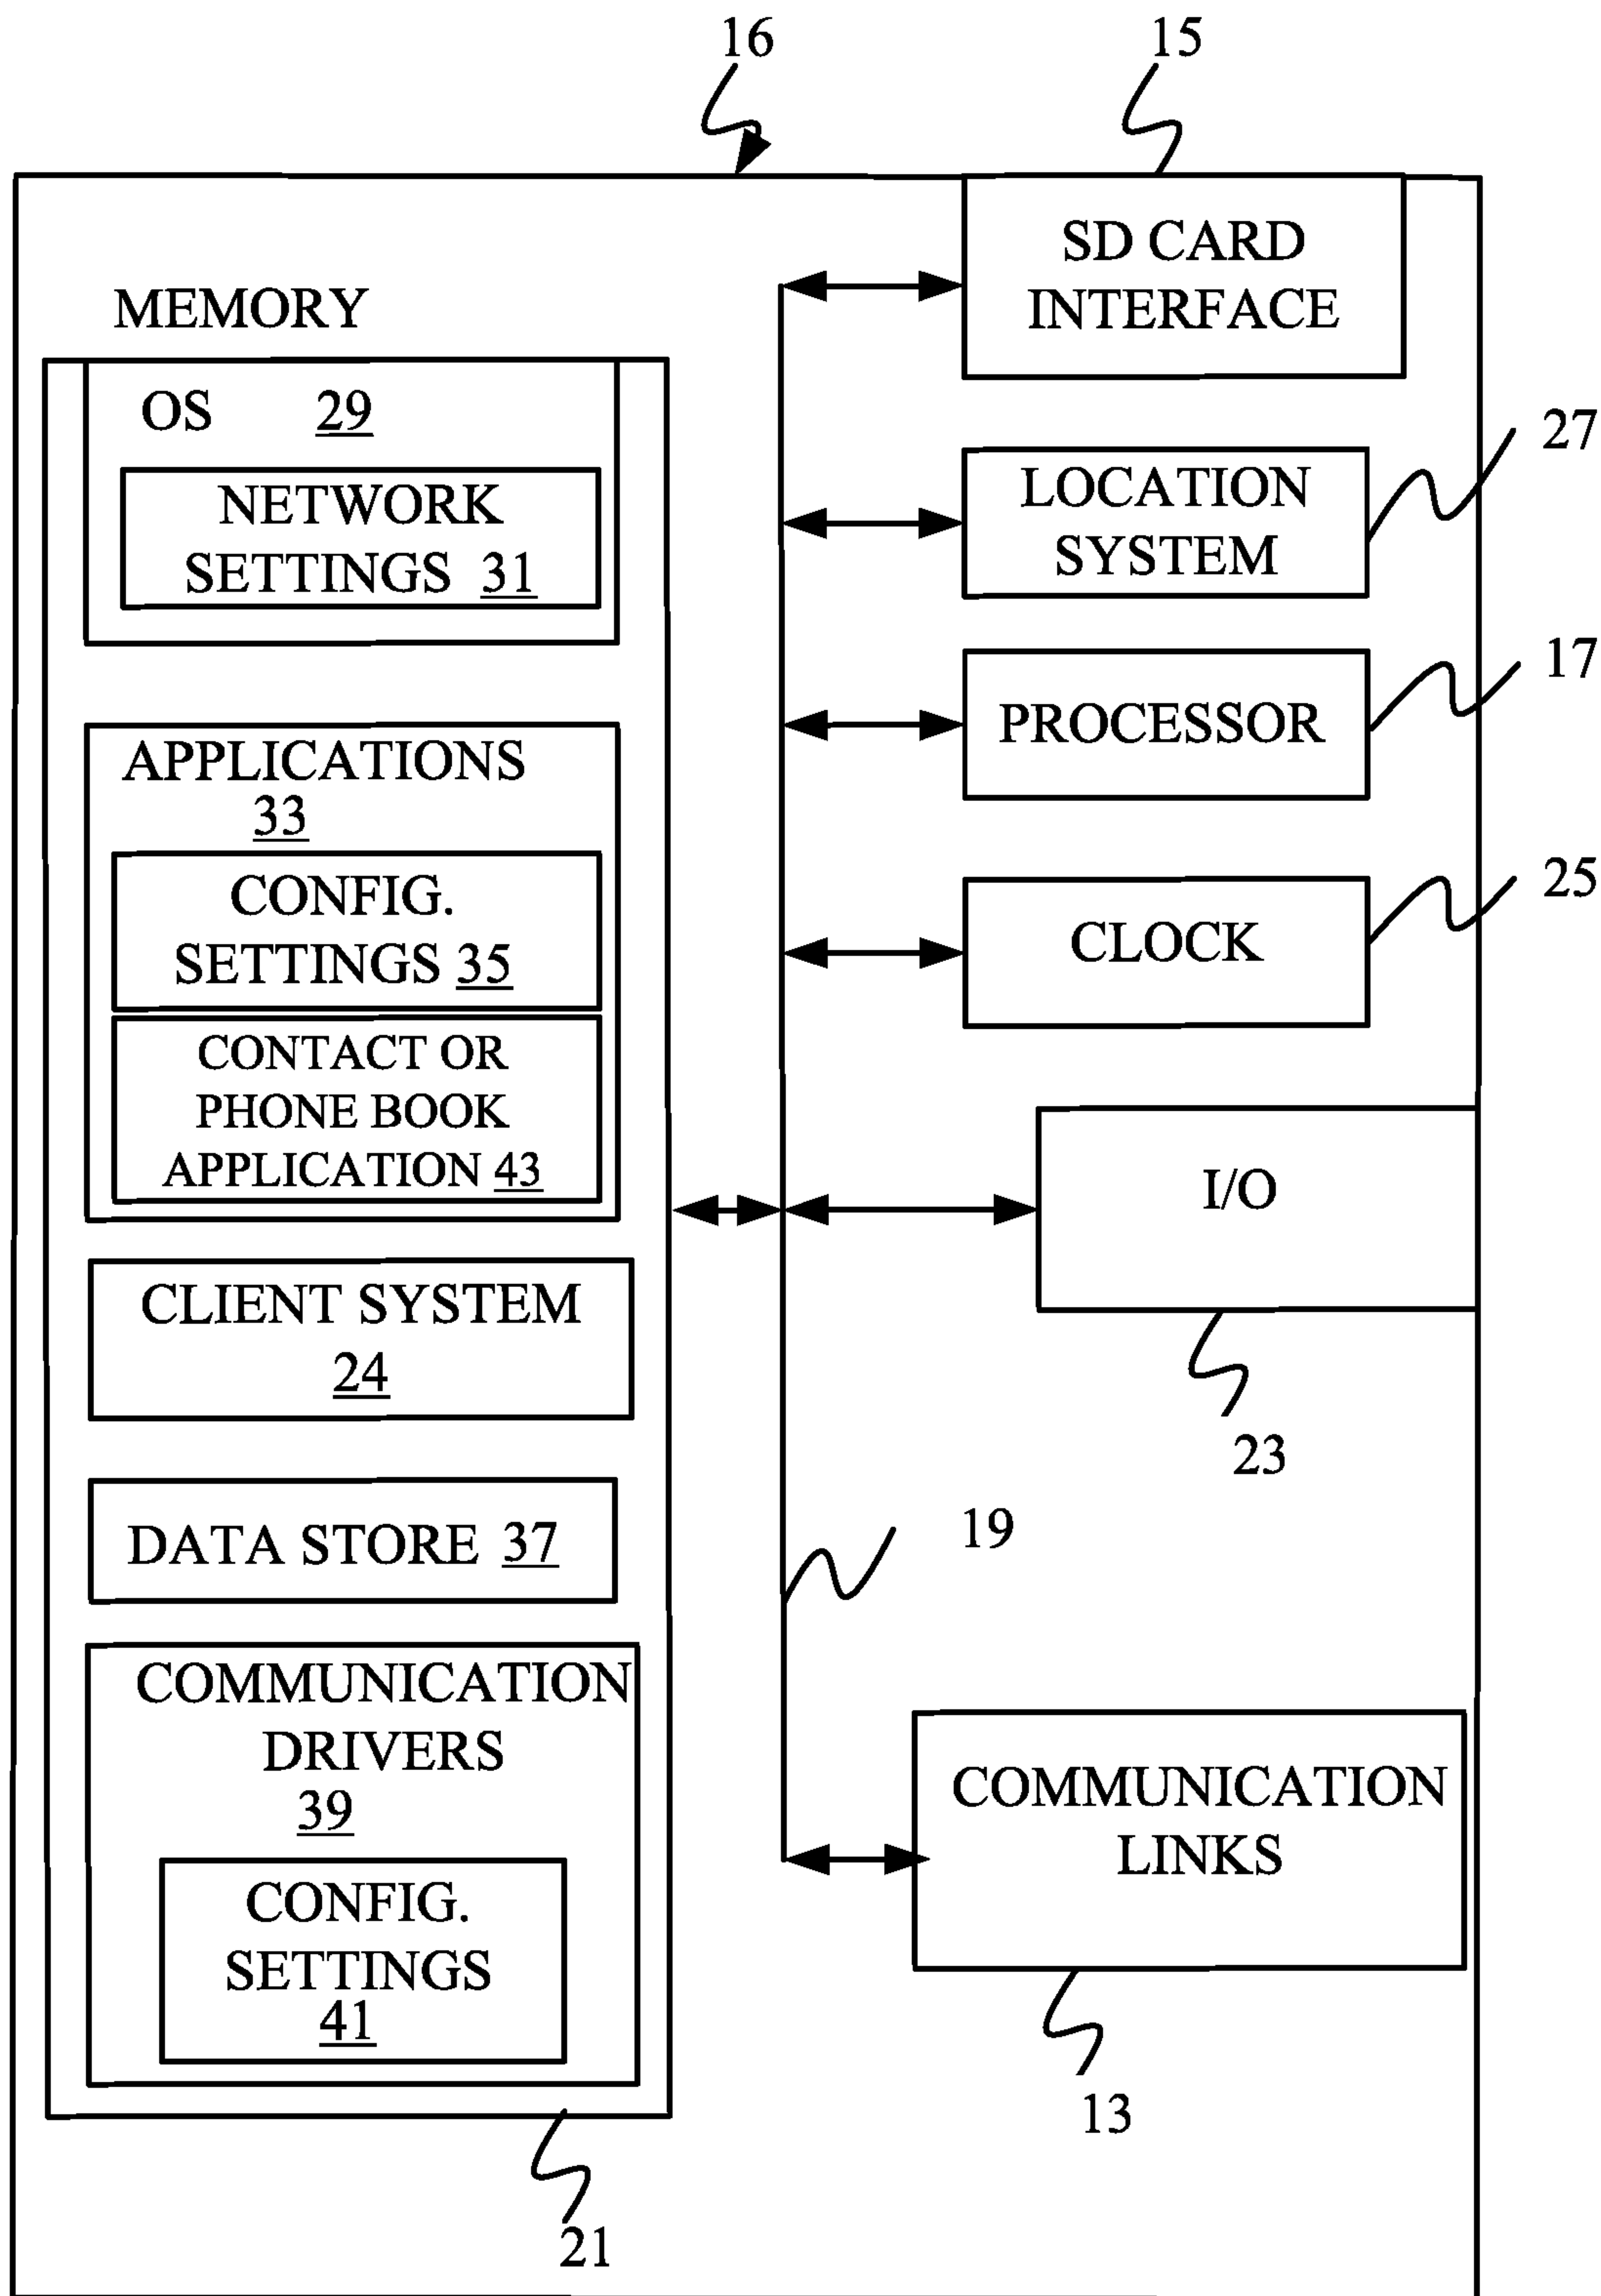 16
15
SD CARD
INTERFACE
MEMORY
OS 29
NETWORK
SETTINGS 31
27
LOCATION
SYSTEM
17
PROCESSOR
APPLICATIONS
33
CONFIG.
SETTINGS 35
25
CLOCK
CONTACT OR
PHONE BOOK
APPLICATION 43
I/O
23
CLIENT SYSTEM
24
DATA STORE 37
19
COMMUNICATION
DRIVERS
39
CONFIG.
SETTINGS
41
COMMUNICATION
LINKS
13
21